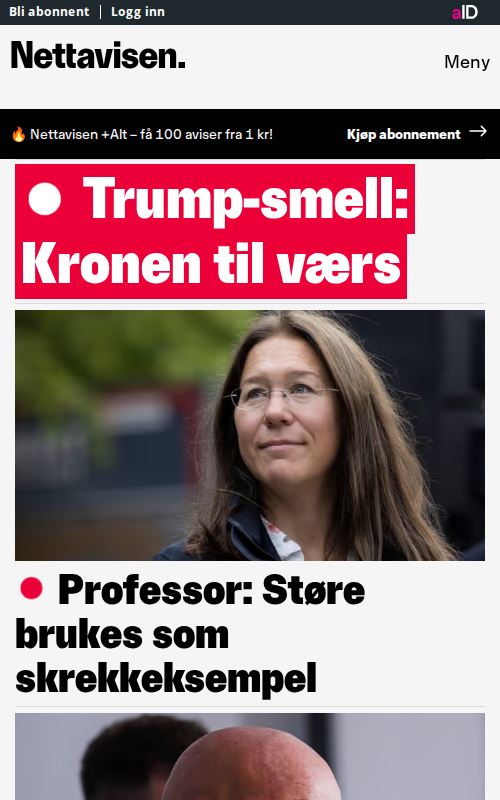 Bli abonnent
Logg inn
aID
Nettavisen.
Meny
Nettavisen +Alt – få 100 aviser fra 1 kr!
Kjøp abonnement
Trump-smell:
Kronen til værs
Professor: Støre
brukes som
skrekkeksempel